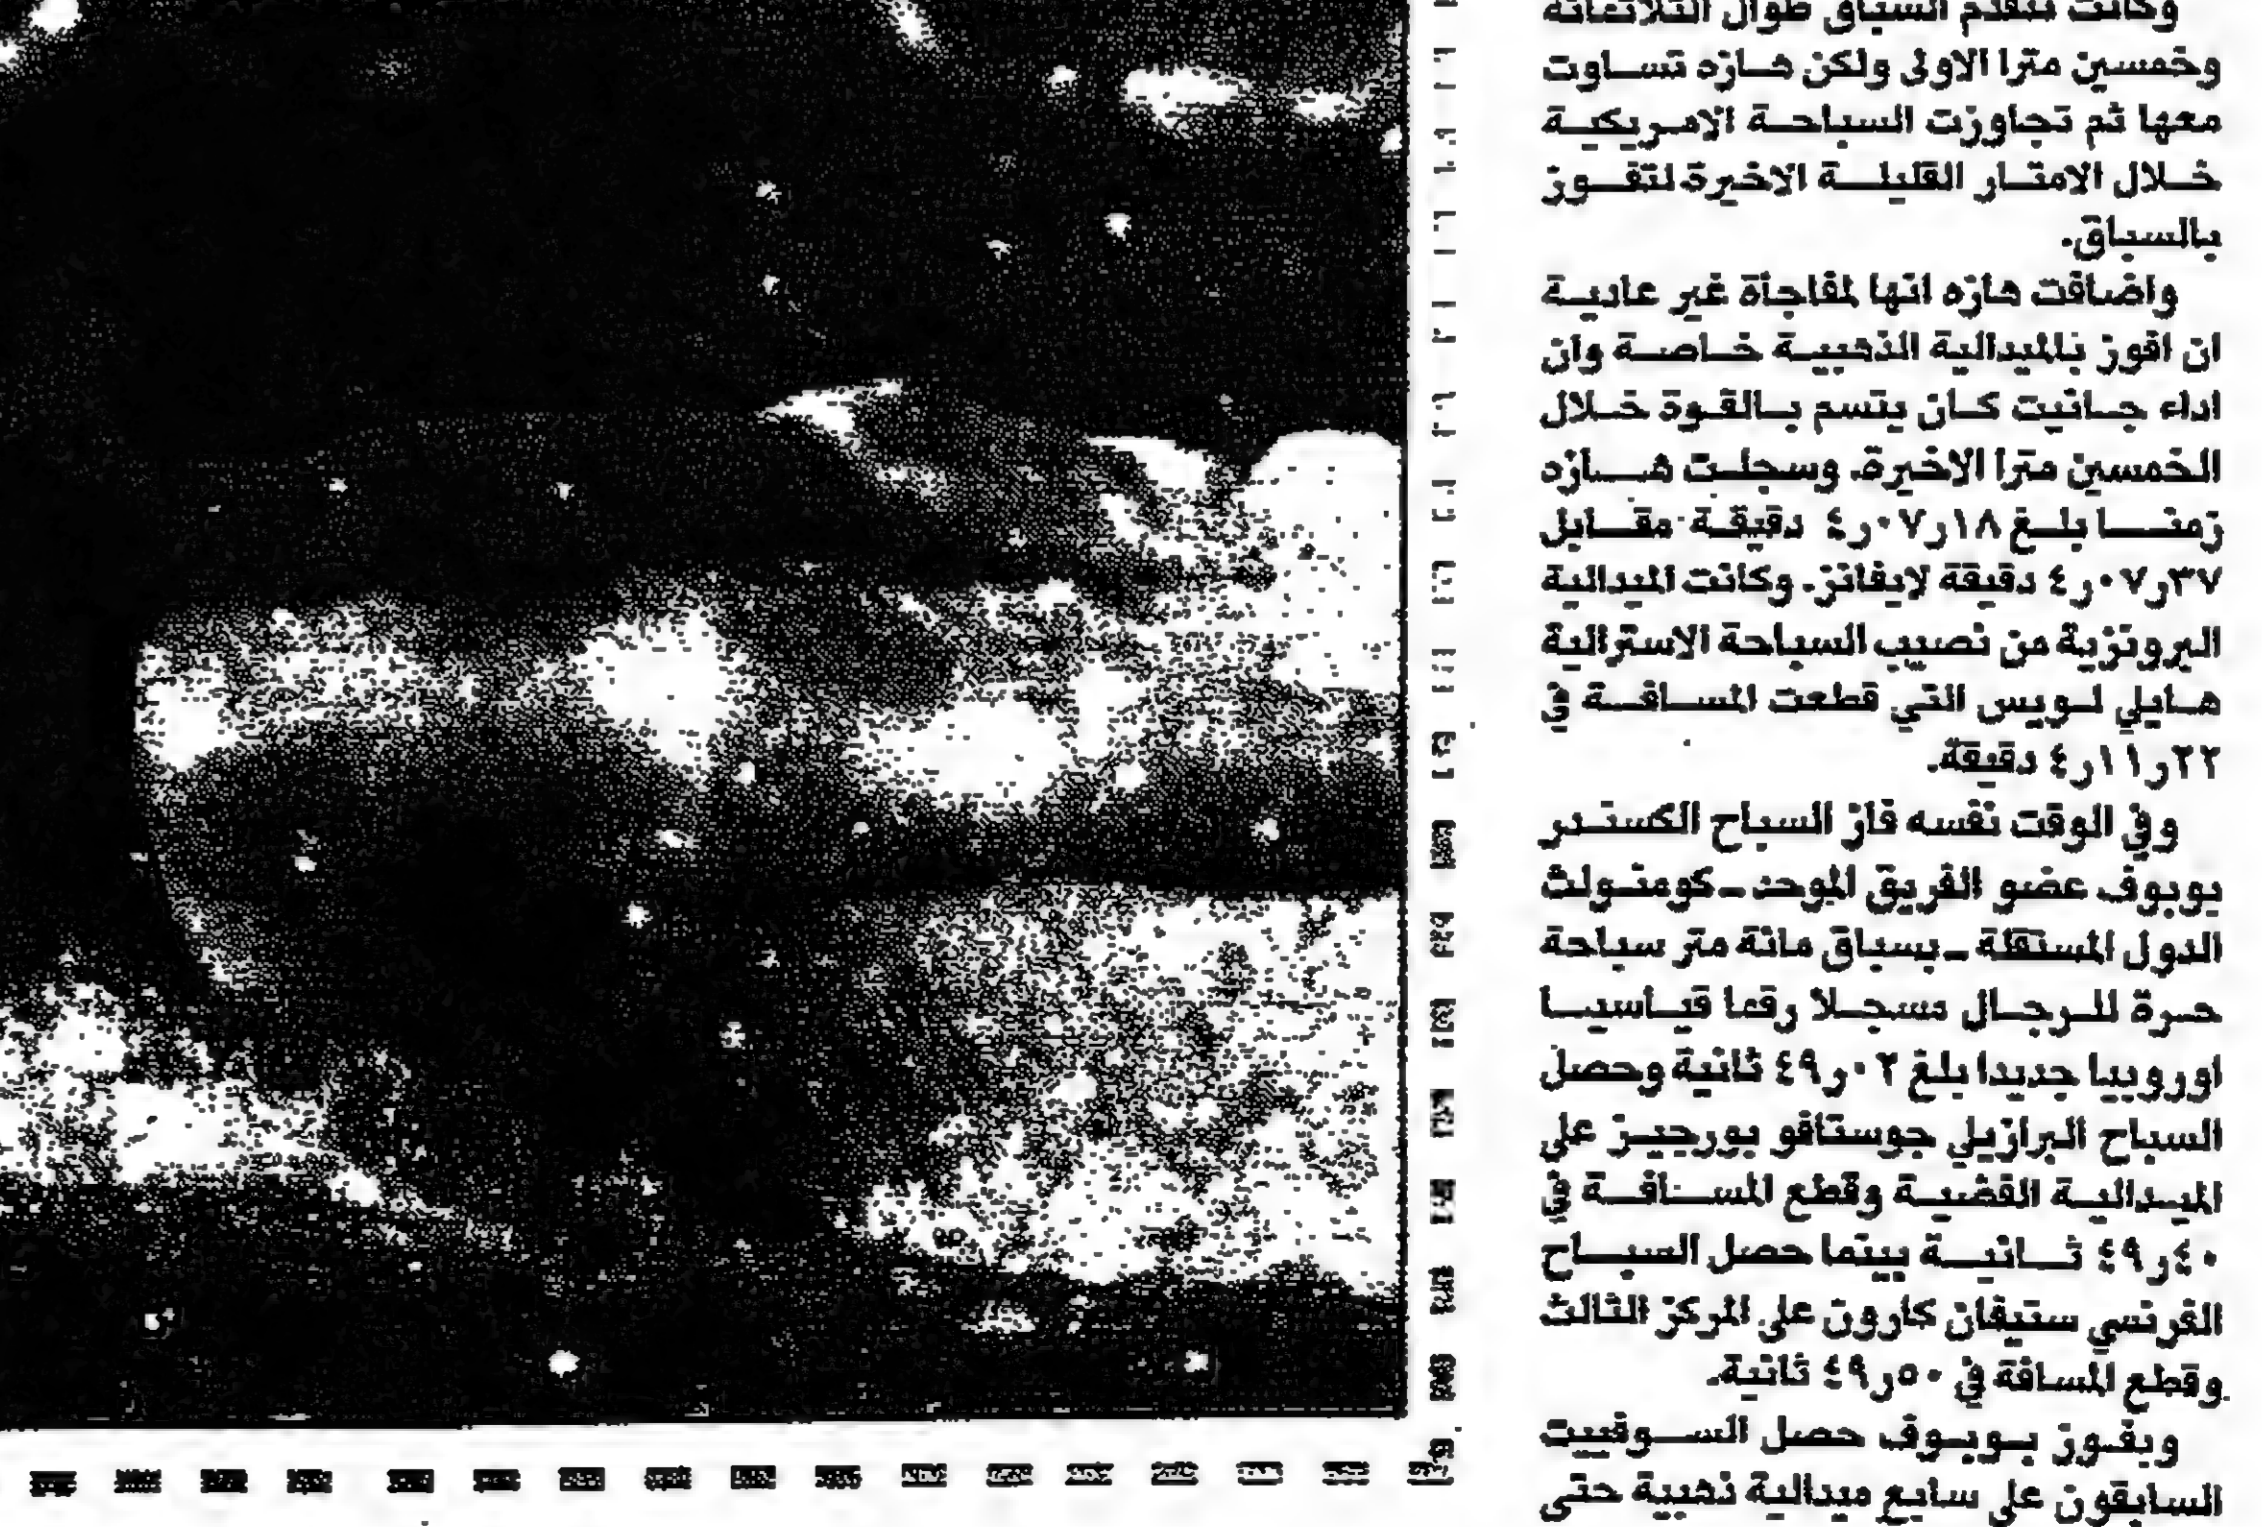 وكانت تتقدم السباق طوال الثلاثمائة
وخمسين مترا الاولى ولكن هازه تساوت
معها ثم تجاوزت السباحة الامريكية
خلال الامتار القليلة الاخيرة لتفوز
بالسباق.
واضافت هازه انها لمفاجأة غير عادية
ان افوز بالميدالية الذهبية خاصة وان
اداء جانيت كان يتسم بالقوة خلال
الخمسين مترا الاخيرة. وسجلت هازه
زمنا بلغ ١٨ر٠٧ر٤ دقيقة مقابل
٣٧ر٠٧ر٤ دقيقة لايفانز. وكانت الميدالية
البرونزية من نصيب السباحة الاسترالية
هايلي لويس التي قطعت المسافة في
٢٢ر١١ر٤ دقيقة.
وفي الوقت نفسه فاز السباح الكسندر
بوبوف عضو الفريق الموحد ـ كومنولث
الدول المستقلة ـ بسباق مائة متر سباحة
حرة للرجال مسجلا رقما قياسيا
اوروبيا جديدا بلغ ٠٢ر٤٩ ثانية وحصل
السباح البرازيلي جوستافو بورجيز على
الميدالية الفضية وقطع المسافة في
٤٠ر٤٩ ثانية بينما حصل السباح
الفرنسي ستيفان كارون على المركز الثالث
وقطع المسافة في ٥٠ر٤٩ ثانية.
وبفوز بوبوف حصل السوفييت
السابقون على سابع ميدالية ذهبية حتى